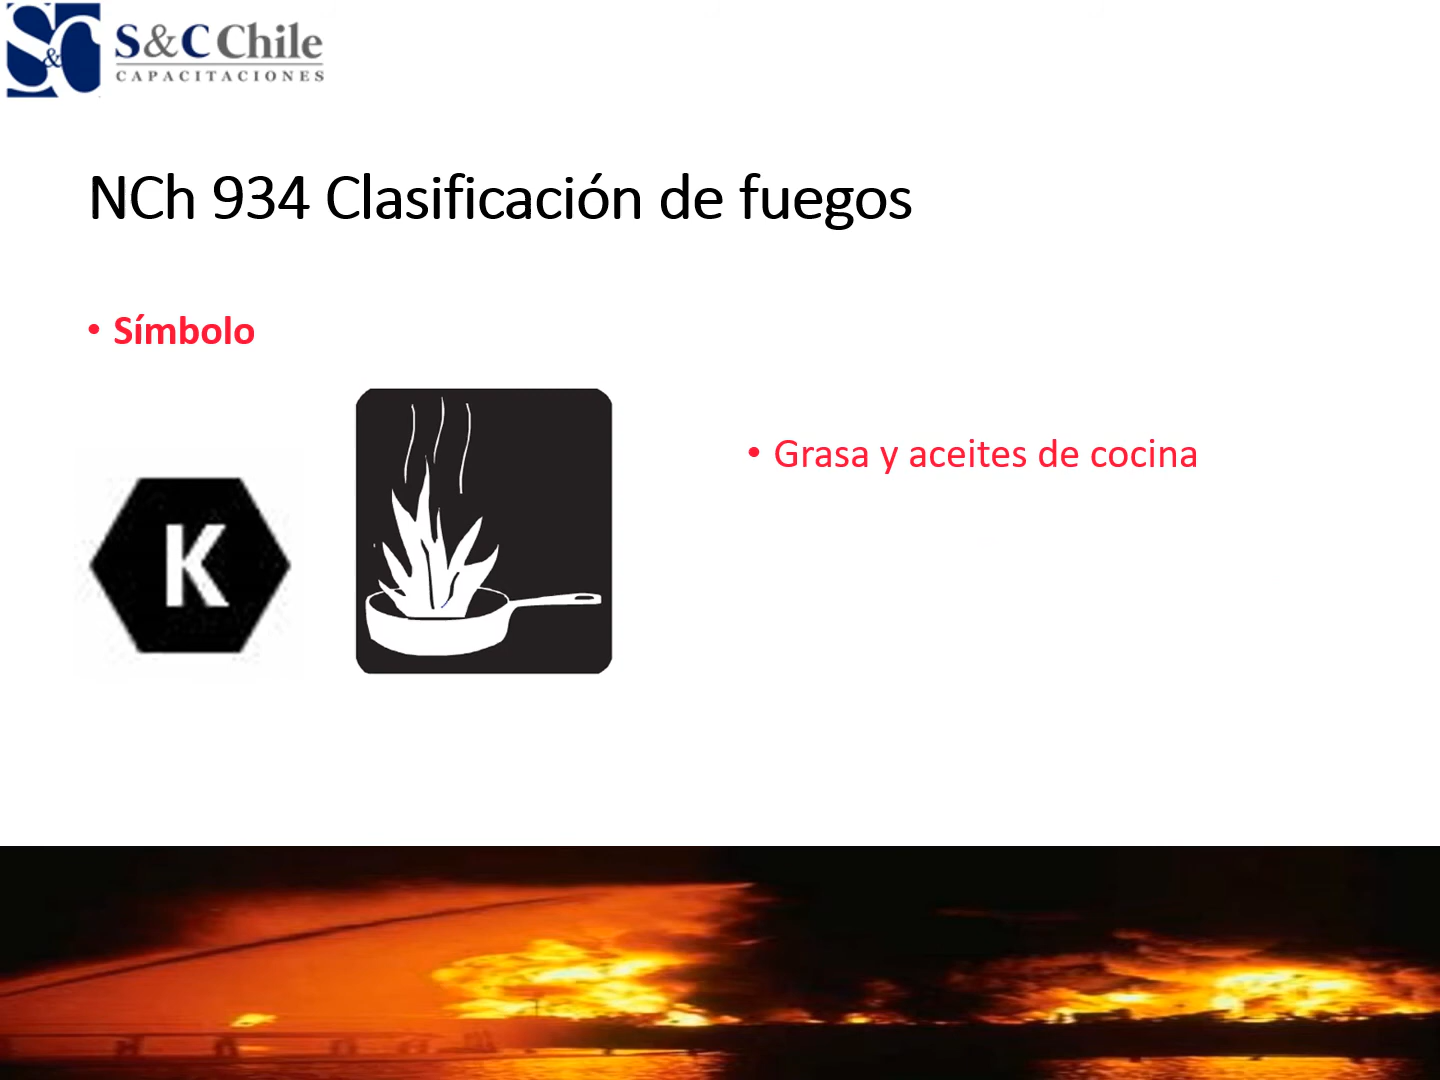 S&C
S&C Chile
CAPACITACIONES
NCh 934 Clasificación de fuegos
• Símbolo
• Grasa y aceites de cocina
K